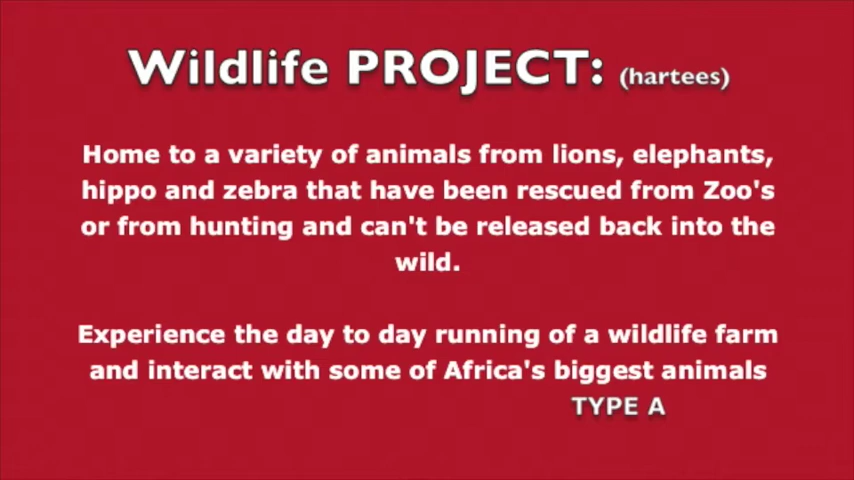 Wildlife PROJECT: (hartees)
Home to a variety of animals from lions, elephants,
hippo and zebra that have been rescued from Zoo's
or from hunting and can't be released back into the
wild.
Experience the day to day running of a wildlife farm
and interact with some of Africa's biggest animals
TYPE A